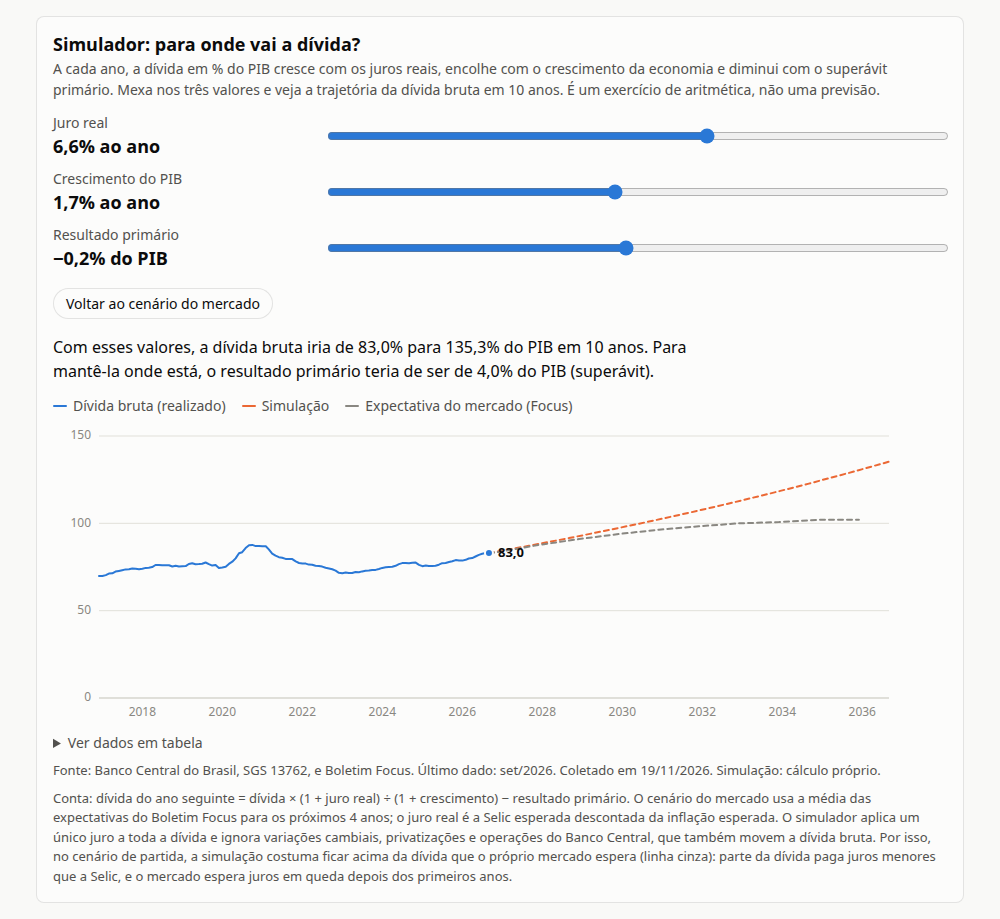 Simulador: para onde vai a dívida?
A cada ano, a dívida em % do PIB cresce com os juros reais, encolhe com o crescimento da economia e diminui com o superávit
primário. Mexa nos três valores e veja a trajetória da dívida bruta em 10 anos. É um exercício de aritmética, não uma previsão.
Juro real
6,6% ao ano
Crescimento do PIB
1,7% ao ano
Resultado primário
−0,2% do PIB
Voltar ao cenário do mercado
Com esses valores, a dívida bruta iria de 83,0% para 135,3% do PIB em 10 anos. Para
mantê-la onde está, o resultado primário teria de ser de 4,0% do PIB (superávit).
Dívida bruta (realizado) Simulação Expectativa do mercado (Focus)
150
100
83,0
50
0
2018 2020 2022 2024 2026 2028 2030 2032 2034 2036
Ver dados em tabela
Fonte: Banco Central do Brasil, SGS 13762, e Boletim Focus. Último dado: set/2026. Coletado em 19/11/2026. Simulação: cálculo próprio.
Conta: dívida do ano seguinte = dívida × (1 + juro real) ÷ (1 + crescimento) − resultado primário. O cenário do mercado usa a média das
expectativas do Boletim Focus para os próximos 4 anos; o juro real é a Selic esperada descontada da inflação esperada. O simulador aplica um
único juro a toda a dívida e ignora variações cambiais, privatizações e operações do Banco Central, que também movem a dívida bruta. Por isso,
no cenário de partida, a simulação costuma ficar acima da dívida que o próprio mercado espera (linha cinza): parte da dívida paga juros menores
que a Selic, e o mercado espera juros em queda depois dos primeiros anos.